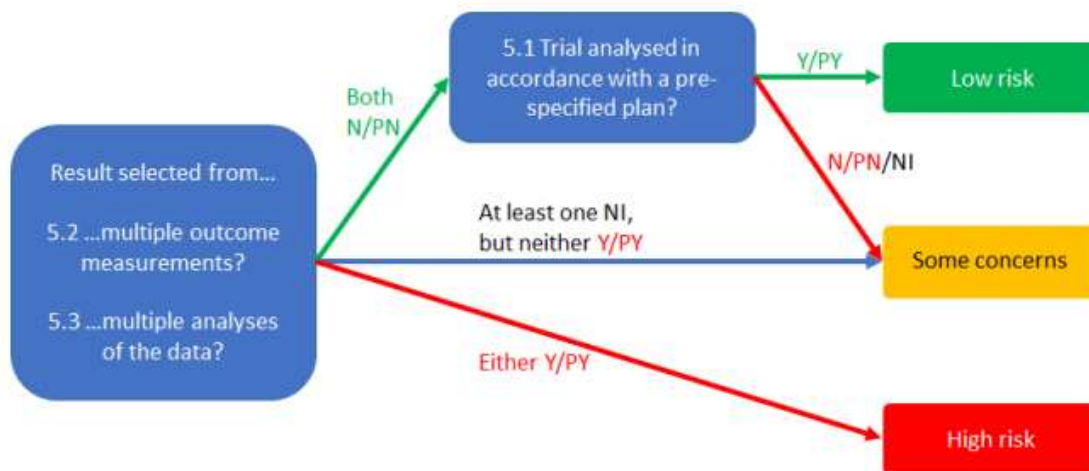 Result selected from...
5.2 ...multiple outcome
measurements?
5.3 ...multiple analyses
of the data?
Both
N/PN
5.1 Trial analysed in
accordance with a pre-
specified plan?
Y/PY
Low risk
N/PN/NI
At least one NI,
but neither Y/PY
Some concerns
Either Y/PY
High risk